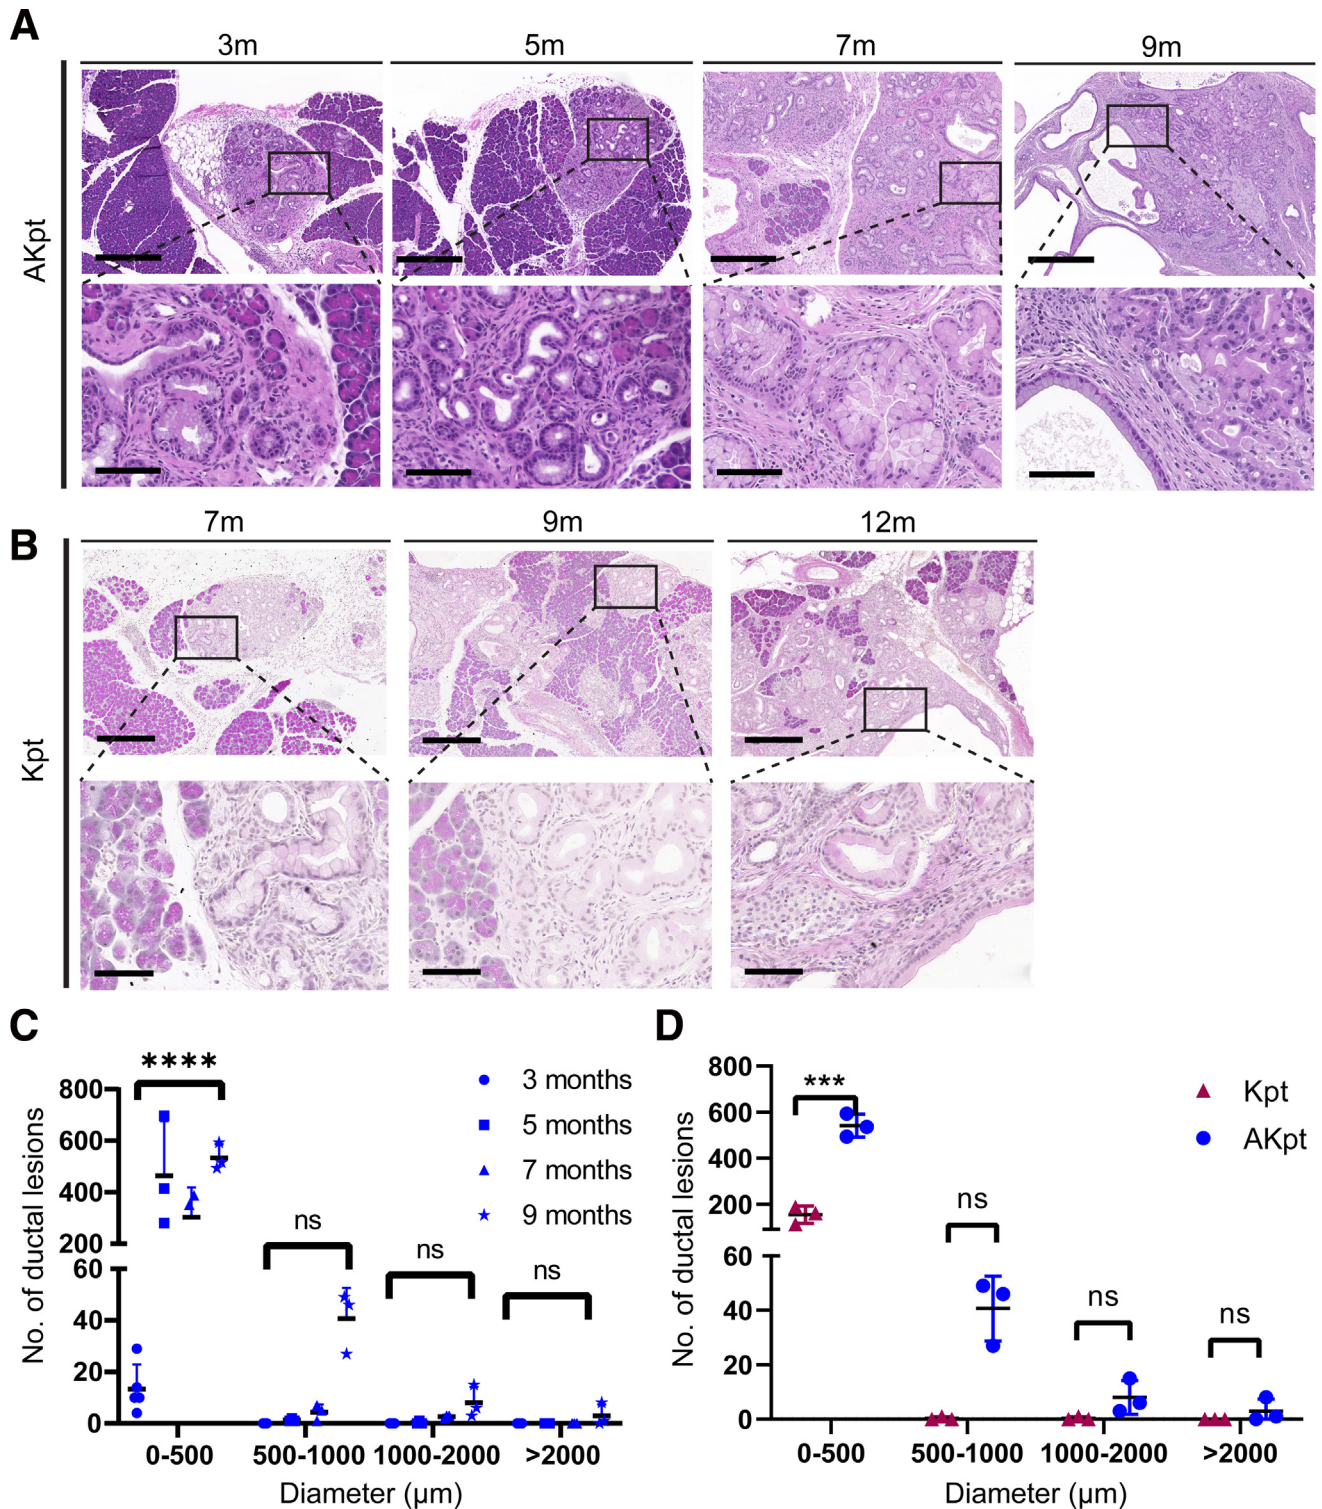 A
3m 5m 7m 9m
AKpt
B
7m 9m 12m
Kpt
C
No. of ductal lesions
800
600
400
200
60
40
20
0
****
ns
ns
ns
3 months
5 months
7 months
9 months
0-500 500-1000 1000-2000 >2000
Diameter (µm)
D
No. of ductal lesions
800
600
400
200
60
40
20
0
***
ns
ns
ns
Kpt
AKpt
0-500 500-1000 1000-2000 >2000
Diameter (µm)